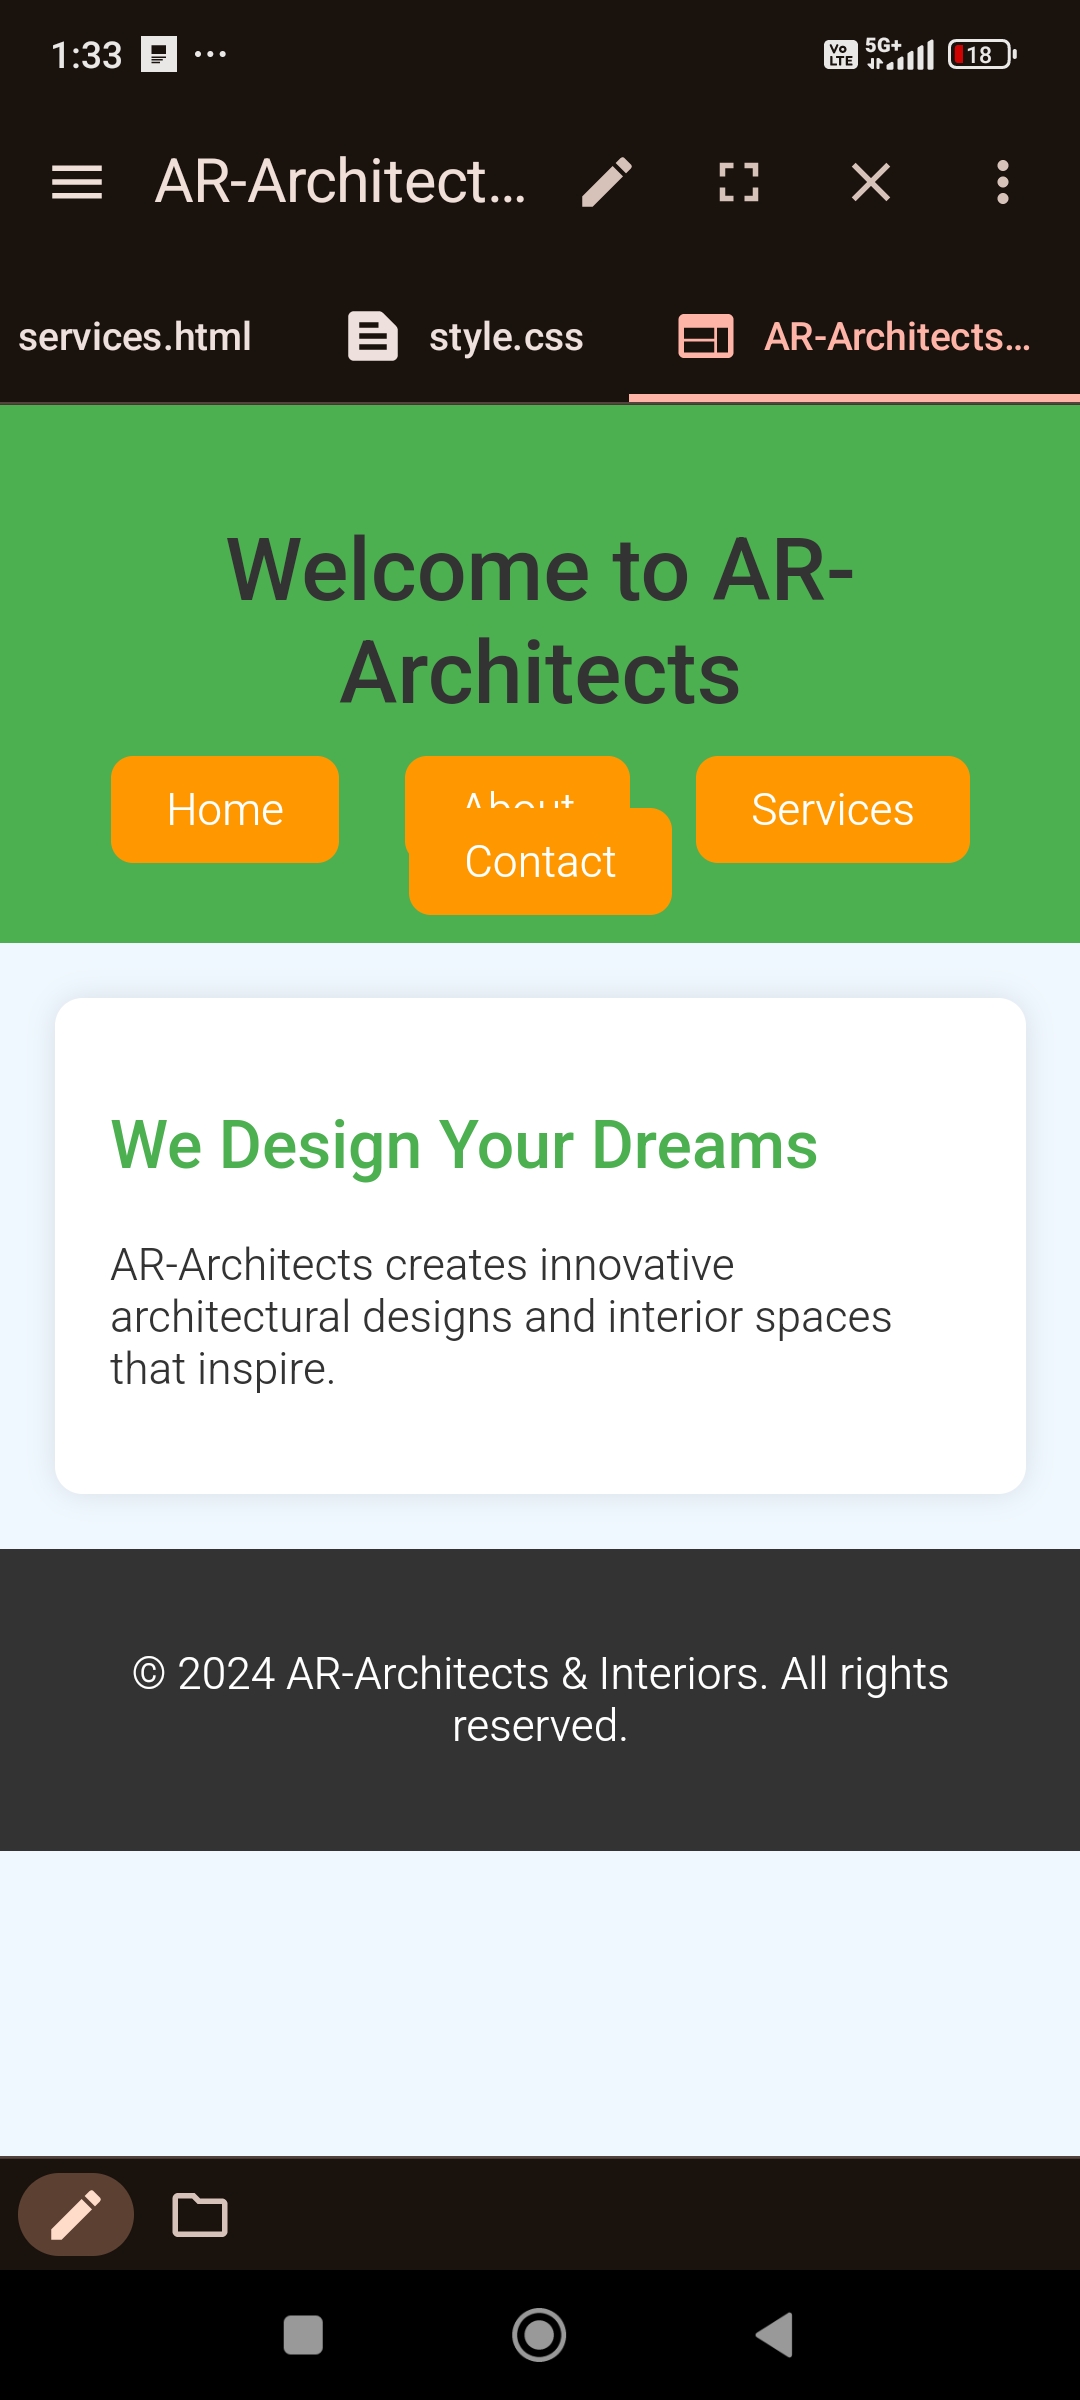 1:33
Vo LTE 5G+ 18
AR-Architect...
services.html style.css AR-Architects...
Welcome to AR-
Architects
Home About Services
Contact
We Design Your Dreams
AR-Architects creates innovative
architectural designs and interior spaces
that inspire.
© 2024 AR-Architects & Interiors. All rights
reserved.